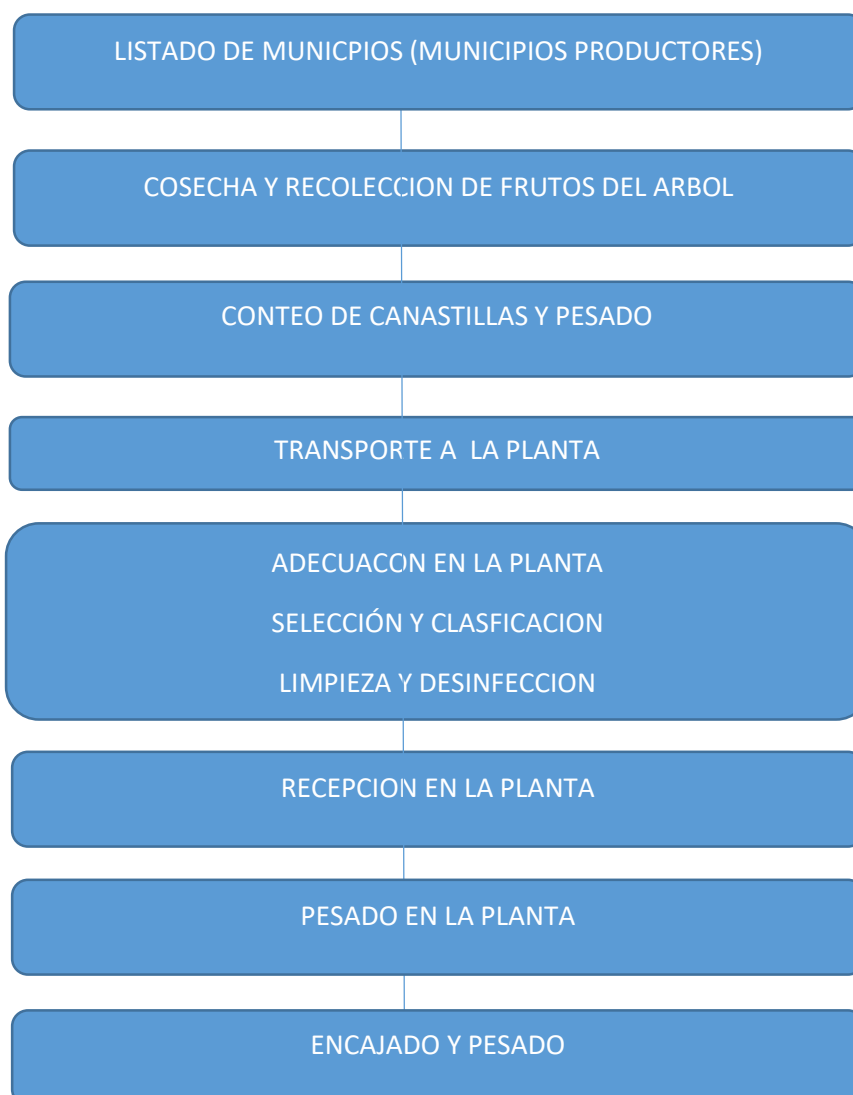 LISTADO DE MUNICPIOS (MUNICIPIOS PRODUCTORES)
COSECHA Y RECOLECCION DE FRUTOS DEL ARBOL
CONTEO DE CANASTILLAS Y PESADO
TRANSPORTE A LA PLANTA
ADECUACON EN LA PLANTA
SELECCIÓN Y CLASFICACION
LIMPIEZA Y DESINFECCION
RECEPCION EN LA PLANTA
PESADO EN LA PLANTA
ENCAJADO Y PESADO